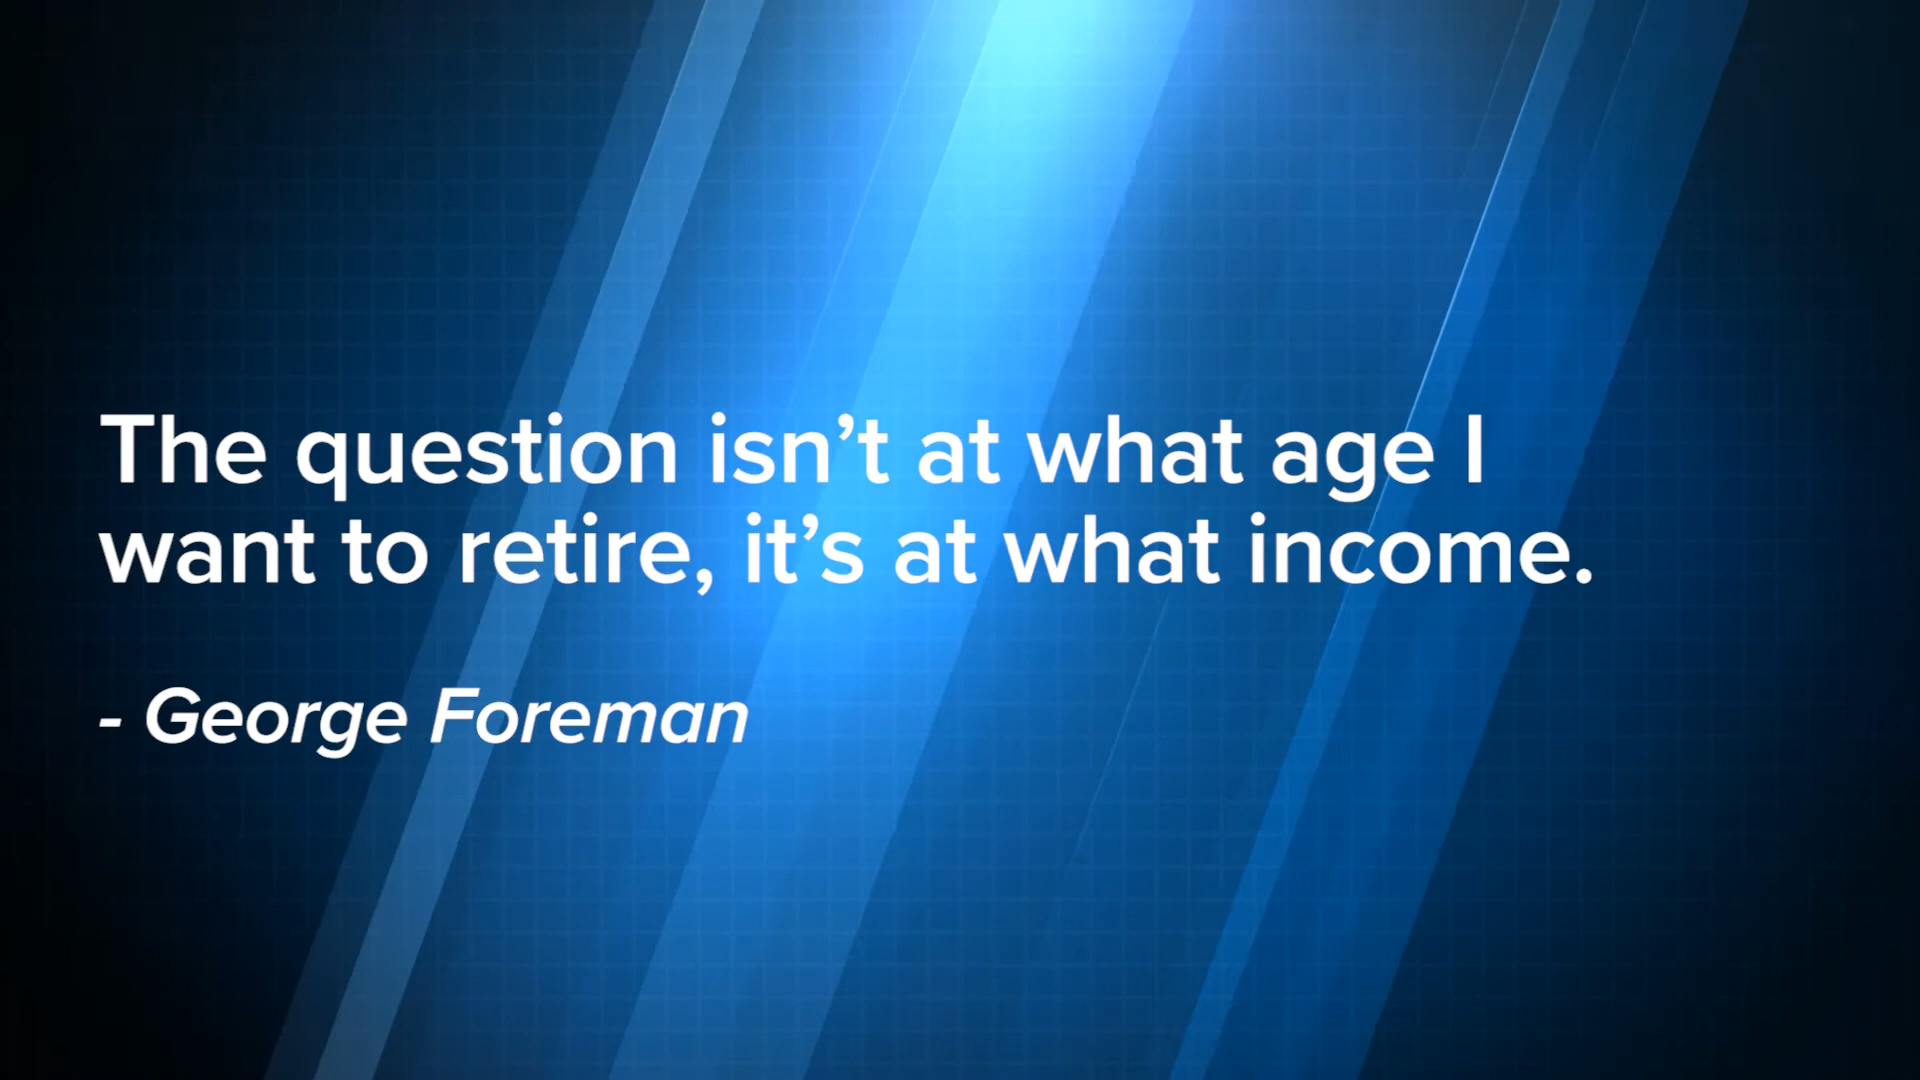 The question isn’t at what age I
want to retire, it’s at what income.
- George Foreman